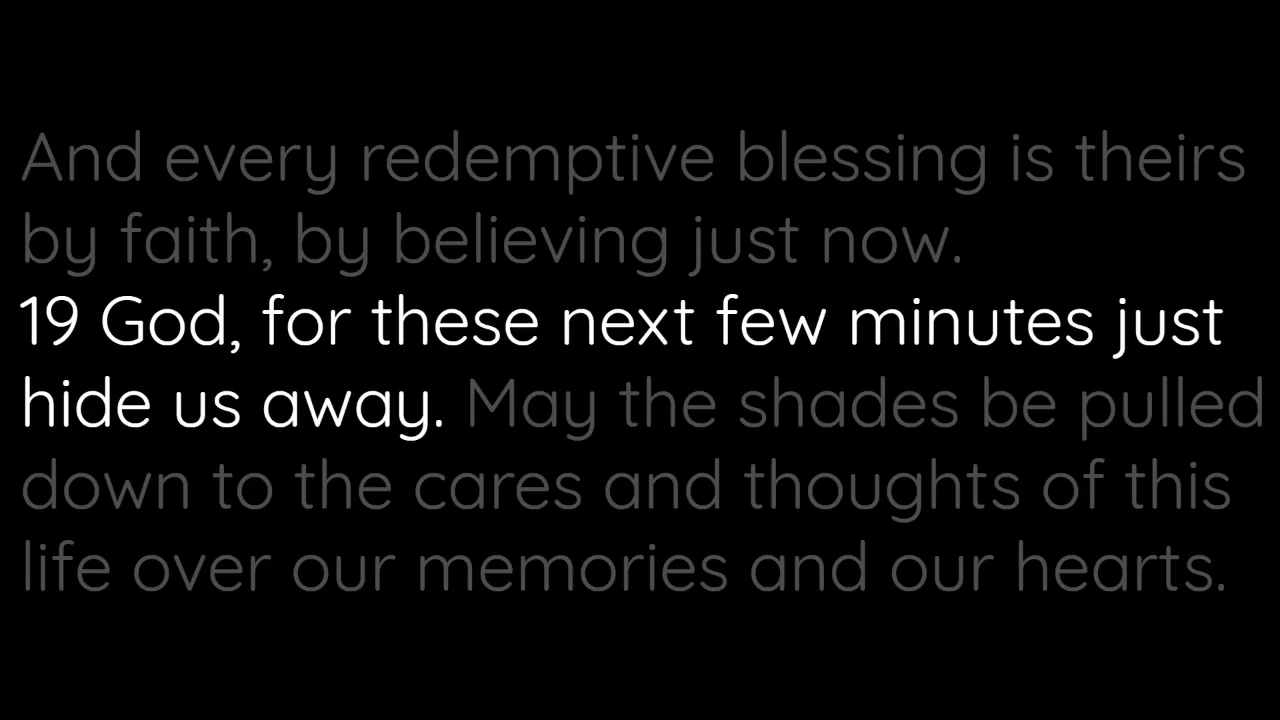 And every redemptive blessing is theirs
by faith, by believing just now.
19 God, for these next few minutes just
hide us away. May the shades be pulled
down to the cares and thoughts of this
life over our memories and our hearts.